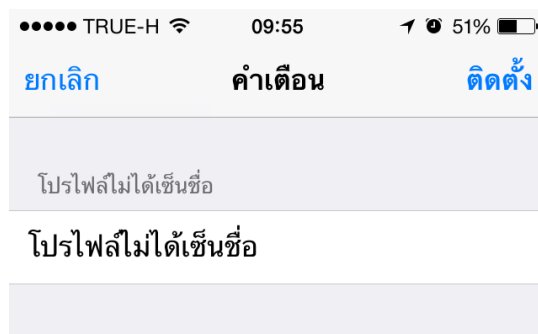 TRUE-H 09:55 51%
ยกเลิก คำเตือน ติดตั้ง
โปรไฟล์ไม่ได้เซ็นชื่อ
โปรไฟล์ไม่ได้เซ็นชื่อ